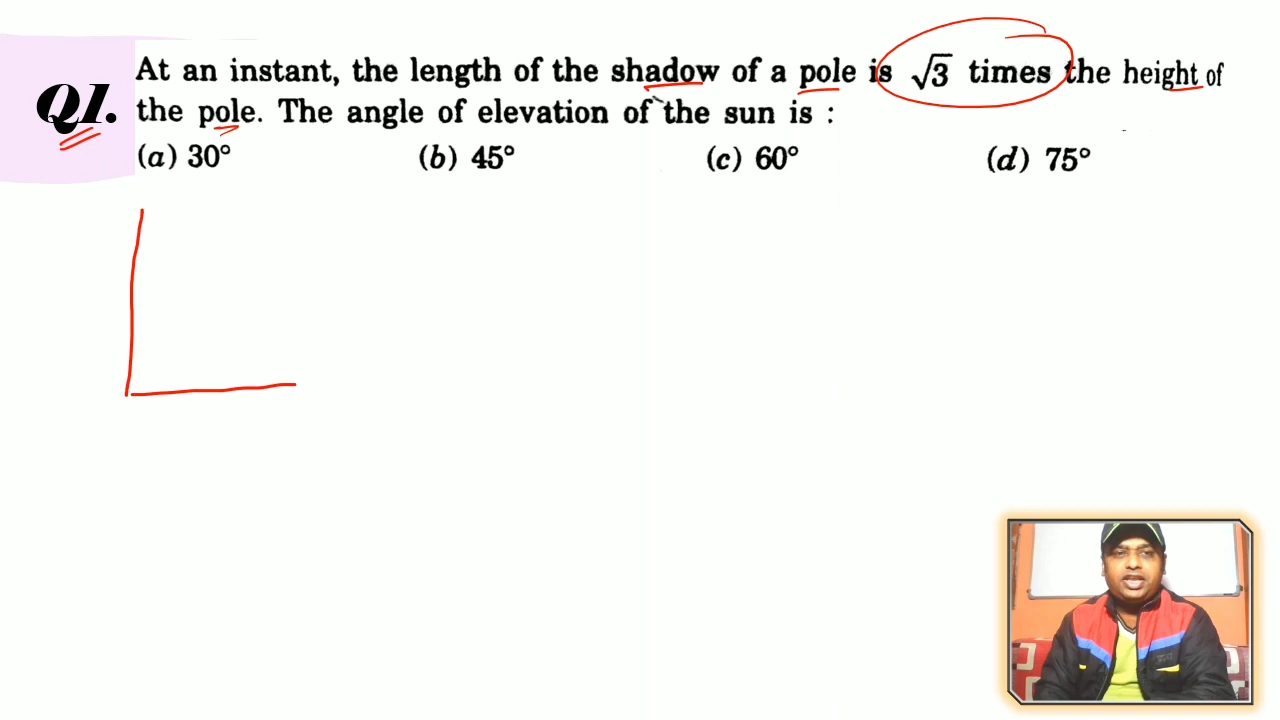 Q1.
At an instant, the length of the shadow of a pole is √3 times the height of
the pole. The angle of elevation of the sun is :
(a) 30° (b) 45° (c) 60° (d) 75°